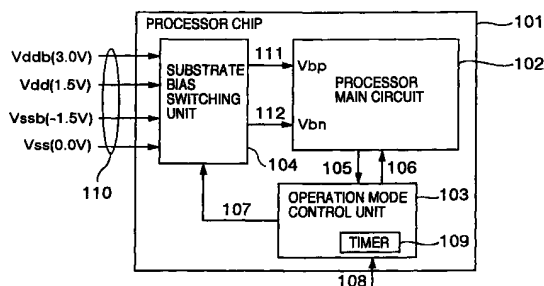 PROCESSOR CHIP
101
Vddb(3.0V)
Vdd(1.5V)
Vssb(-1.5V)
Vss(0.0V)
110
SUBSTRATE
BIAS
SWITCHING
UNIT
104
111
112
Vbp
Vbn
PROCESSOR
MAIN CIRCUIT
102
105
106
107
OPERATION MODE
CONTROL UNIT
103
TIMER
109
108